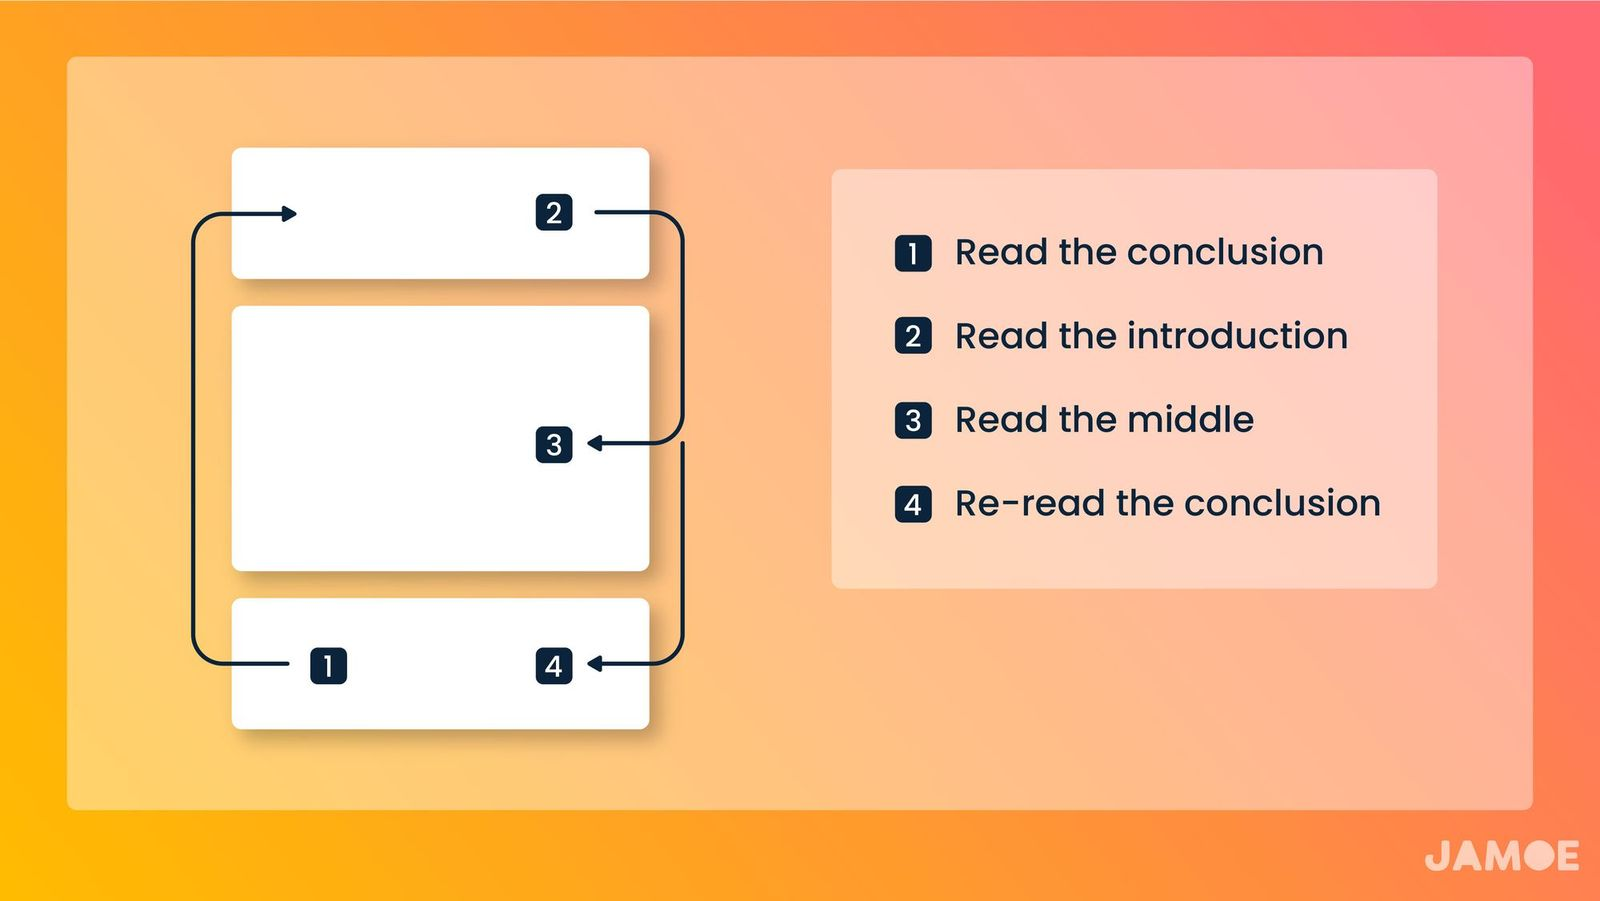 2
3
1
4
1 Read the conclusion
2 Read the introduction
3 Read the middle
4 Re-read the conclusion
JAMOE